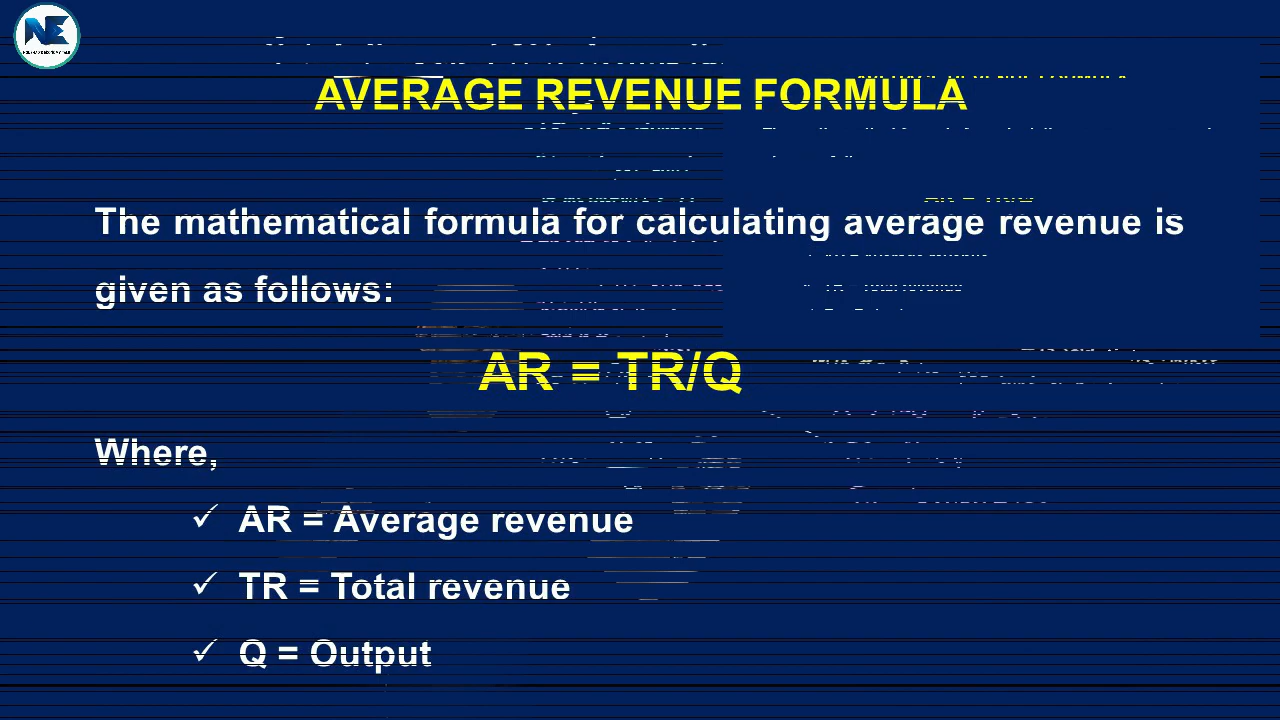 NE
AVERAGE REVENUE FORMULA
The mathematical formula for calculating average revenue is
given as follows:
AR = TR/Q
Where,
✓ AR = Average revenue
✓ TR = Total revenue
✓ Q = Output